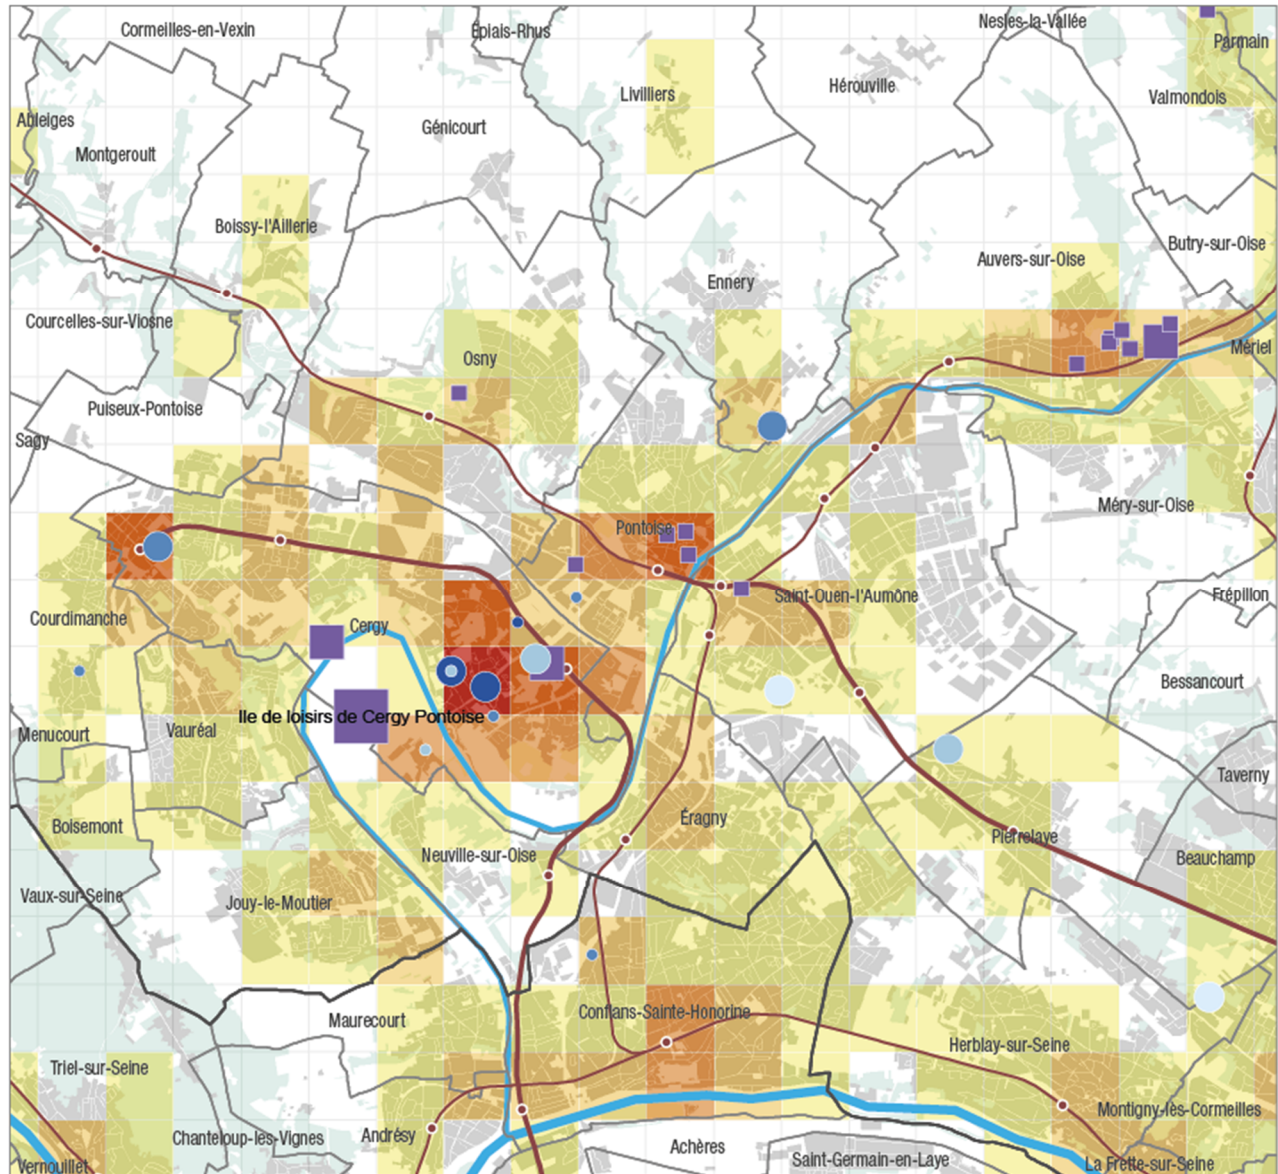 Nesles-la-Vallée
Cormeilles-en-Vexin
Épiais-Rhus
Parmain
Hérouville
Livilliers
Valmondois
Ableiges
Génicourt
Montgeroult
Boissy-l'Aillerie
Butry-sur-Oise
Auvers-sur-Oise
Ennery
Courcelles-sur-Viosne
Mériel
Osny
Puiseux-Pontoise
Sagy
Méry-sur-Oise
Pontoise
Saint-Ouen-l'Aumône
Frépillon
Courdimanche
Cergy
Bessancourt
Ile de loisirs de Cergy Pontoise
Vauréal
Menucourt
Taverny
Éragny
Boisemont
Pierrelaye
Neuville-sur-Oise
Beauchamp
Vaux-sur-Seine
Jouy-le-Moutier
Conflans-Sainte-Honorine
Maurecourt
Herblay-sur-Seine
Triel-sur-Seine
Montigny-lès-Cormeilles
Andrésy
Chanteloup-les-Vignes
Achères
Saint-Germain-en-Laye
La Frette-sur-Seine
Vernouillet